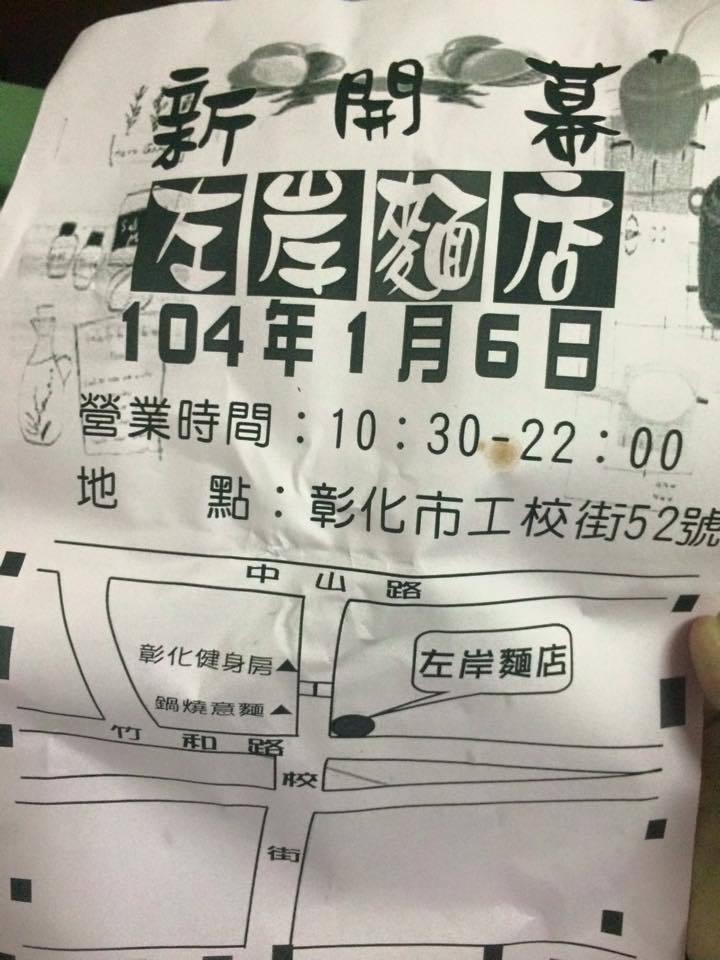 新開幕
左岸麵店
104年1月6日
營業時間：10：30-22：00
地 點：彰化市工校街52號
中山路
彰化健身房
左岸麵店
工
鍋燒意麵
竹和路
校
街